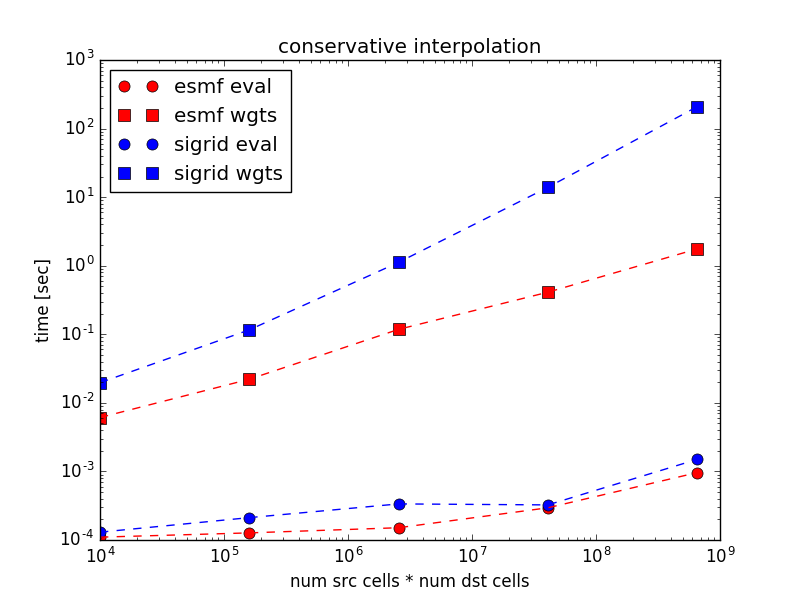 conservative interpolation
10^3
10^2
10^1
10^0
10^-1
10^-2
10^-3
10^-4
time [sec]
esmf eval
esmf wgts
sigrid eval
sigrid wgts
10^4
10^5
10^6
10^7
10^8
10^9
num src cells * num dst cells